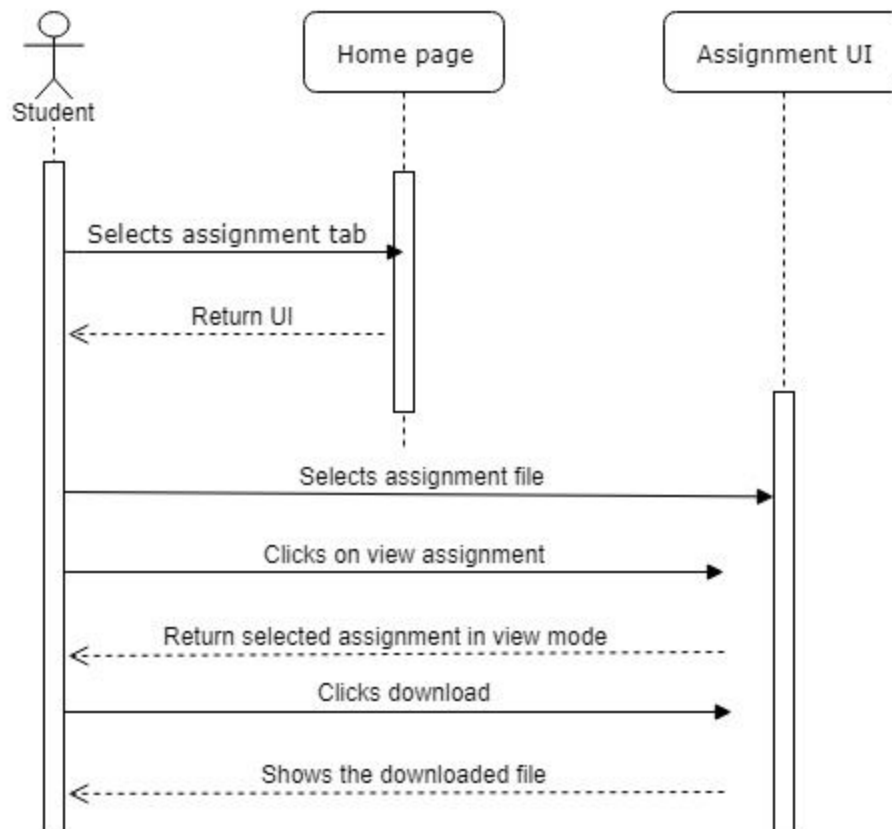 Home page
Assignment UI
Student
Selects assignment tab
Return UI
Selects assignment file
Clicks on view assignment
Return selected assignment in view mode
Clicks download
Shows the downloaded file